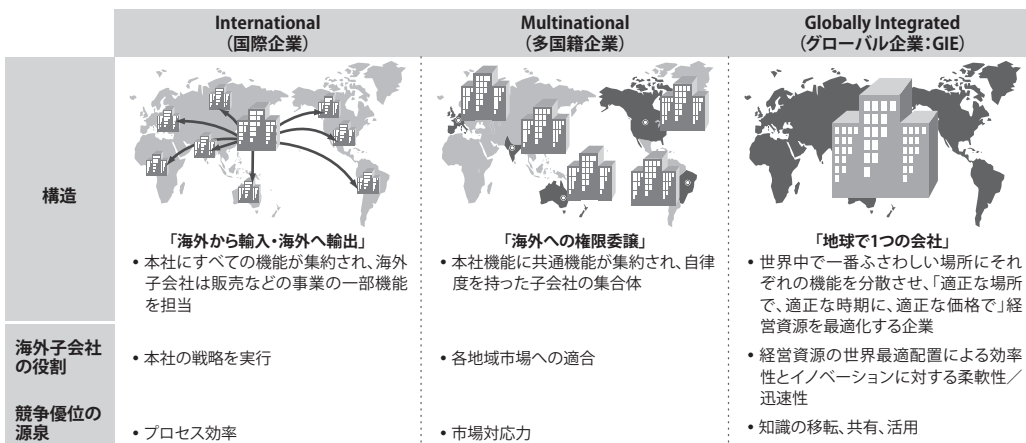 International
(国際企業)
Multinational
(多国籍企業)
Globally Integrated
(グローバル企業:GIE)
構造
「海外から輸入・海外へ輸出」
• 本社にすべての機能が集約され、海外
子会社は販売などの事業の一部機能
を担当
「海外への権限委譲」
• 本社機能に共通機能が集約され、自律
度を持った子会社の集合体
「地球で1つの会社」
• 世界中で一番ふさわしい場所にそれ
ぞれの機能を分散させ、「適正な場所
で、適正な時期に、適正な価格で」経
営資源を最適化する企業
海外子会社
の役割
• 本社の戦略を実行
• 各地域市場への適合
• 経営資源の世界最適配置による効率
性とイノベーションに対する柔軟性／
迅速性
競争優位の
源泉
• プロセス効率
• 市場対応力
• 知識の移転、共有、活用